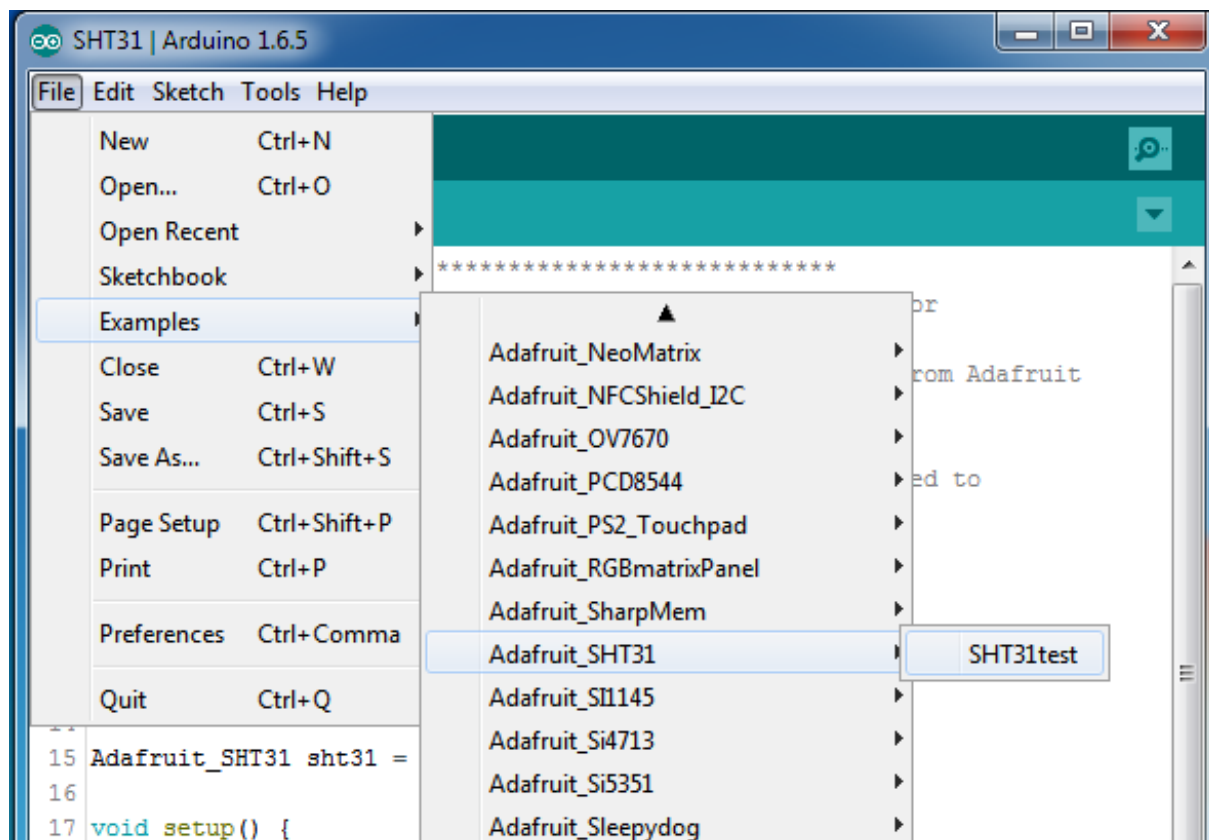 SHT31 | Arduino 1.6.5
File Edit Sketch Tools Help
New Ctrl+N
Open... Ctrl+O
Open Recent
Sketchbook
Examples
Close Ctrl+W
Save Ctrl+S
Save As... Ctrl+Shift+S
Page Setup Ctrl+Shift+P
Print Ctrl+P
Preferences Ctrl+Comma
Quit Ctrl+Q
****************************
or
rom Adafruit
ed to
Adafruit_NeoMatrix
Adafruit_NFCShield_I2C
Adafruit_OV7670
Adafruit_PCD8544
Adafruit_PS2_Touchpad
Adafruit_RGBmatrixPanel
Adafruit_SharpMem
Adafruit_SHT31
Adafruit_SI1145
Adafruit_Si4713
Adafruit_Si5351
Adafruit_Sleepydog
SHT31test
15 Adafruit_SHT31 sht31 =
16
17 void setup() {